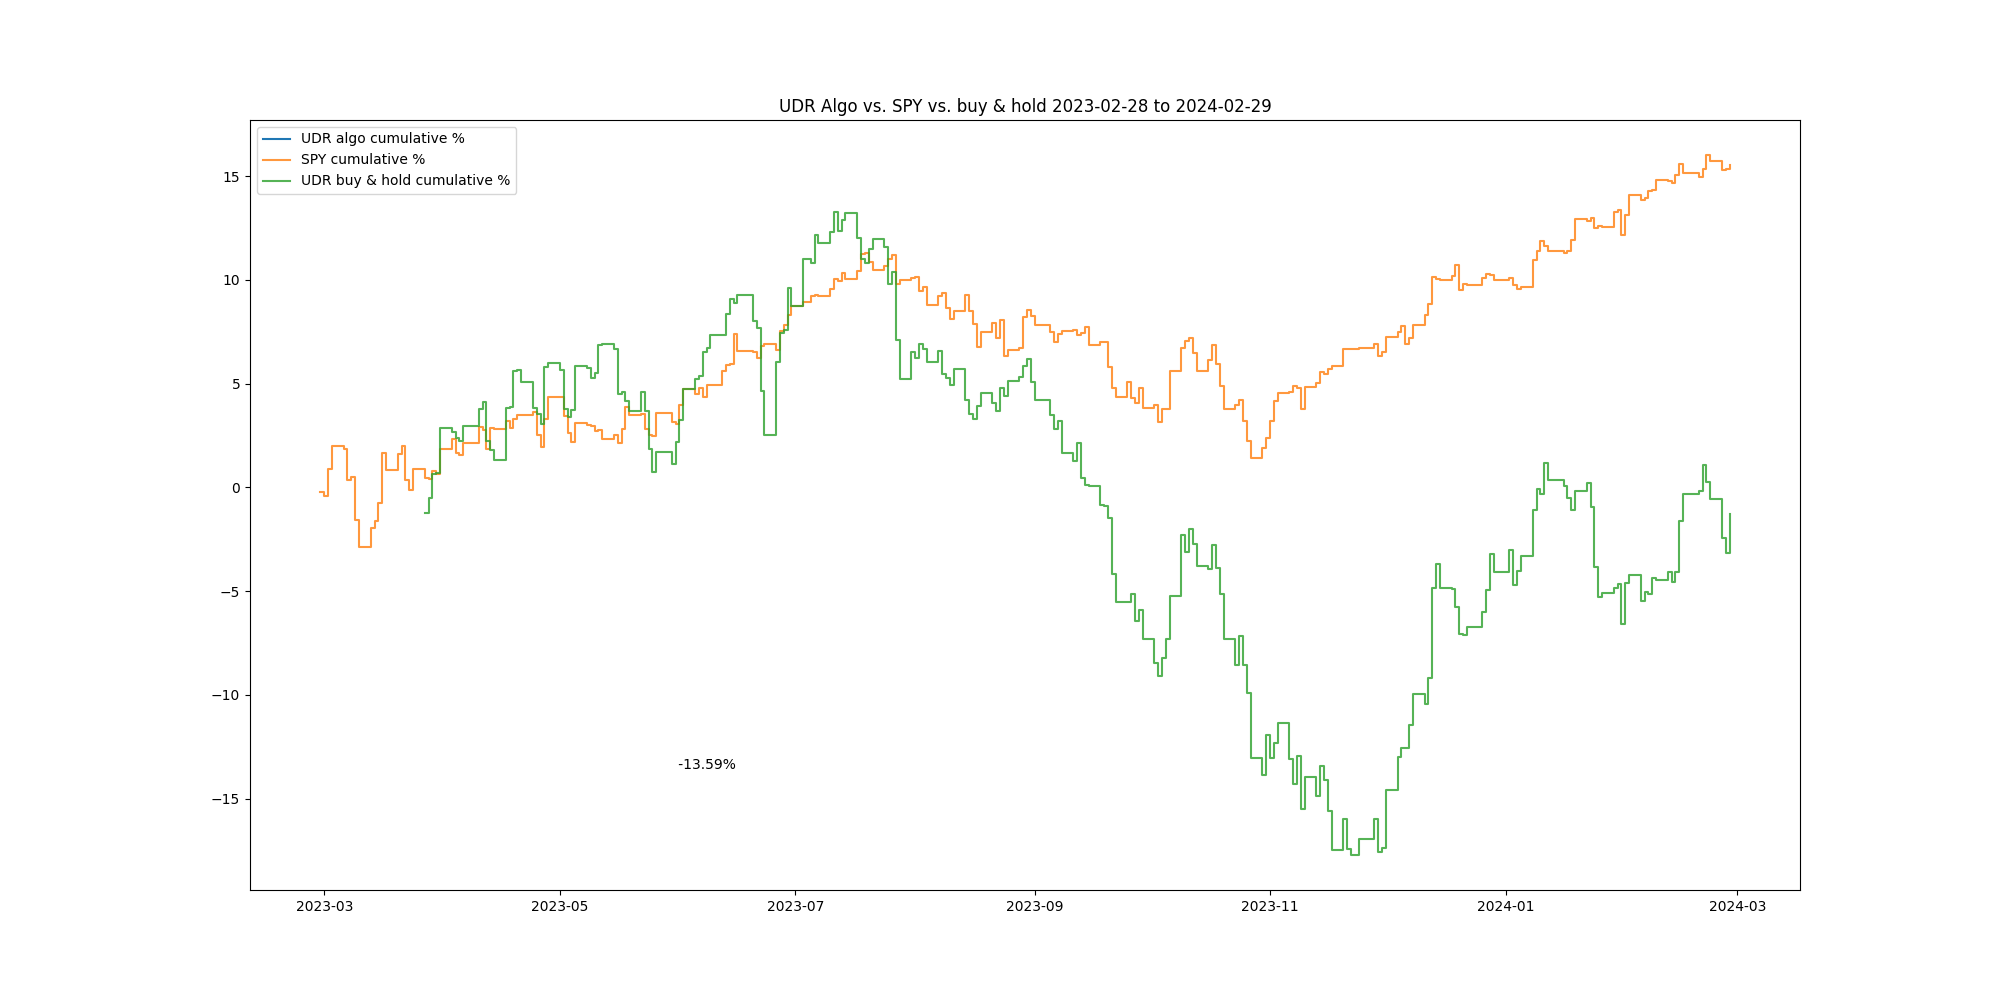 UDR Algo vs. SPY vs. buy & hold 2023-02-28 to 2024-02-29
UDR algo cumulative %
SPY cumulative %
UDR buy & hold cumulative %
15
10
5
0
−5
−10
−15
-13.59%
2023-03 2023-05 2023-07 2023-09 2023-11 2024-01 2024-03